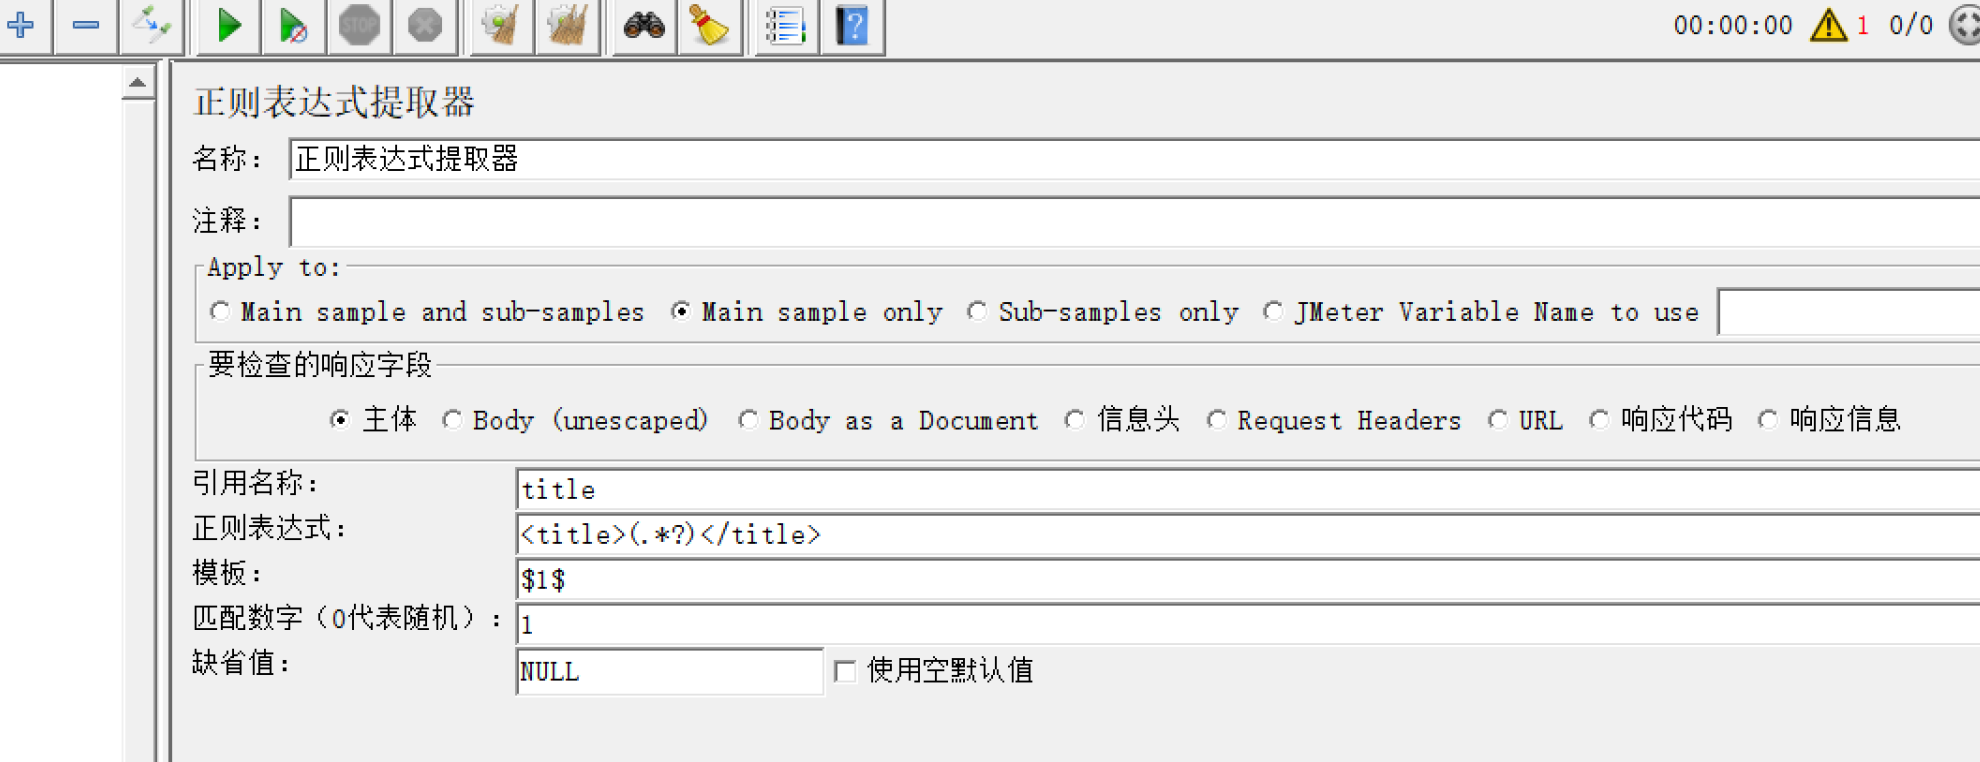 STOP
00:00:00 1 0/0
正则表达式提取器
名称： 正则表达式提取器
注释：
Apply to:
Main sample and sub-samples Main sample only Sub-samples only JMeter Variable Name to use
要检查的响应字段
主体 Body (unescaped) Body as a Document 信息头 Request Headers URL 响应代码 响应信息
引用名称： title
正则表达式： <title>(.*?)</title>
模板： $1$
匹配数字（0代表随机）： 1
缺省值： NULL 使用空默认值